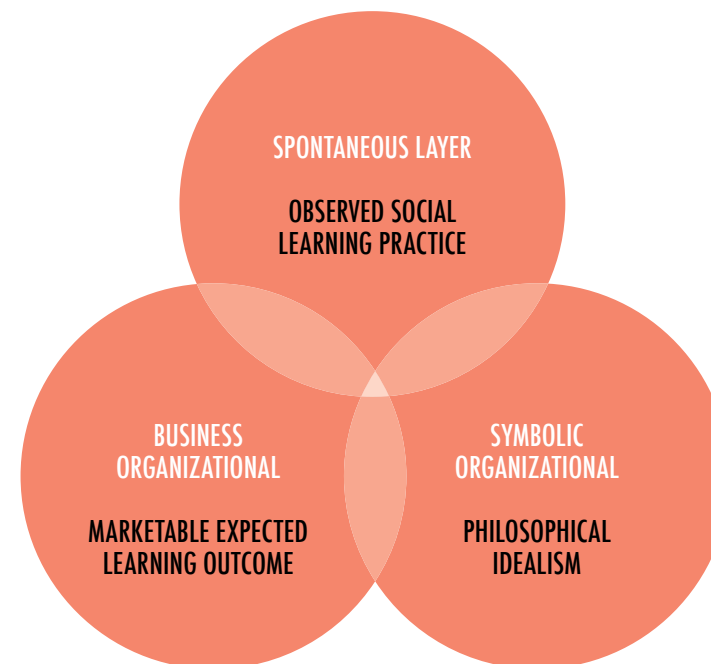 SPONTANEOUS LAYER
OBSERVED SOCIAL
LEARNING PRACTICE
BUSINESS
ORGANIZATIONAL
MARKETABLE EXPECTED
LEARNING OUTCOME
SYMBOLIC
ORGANIZATIONAL
PHILOSOPHICAL
IDEALISM